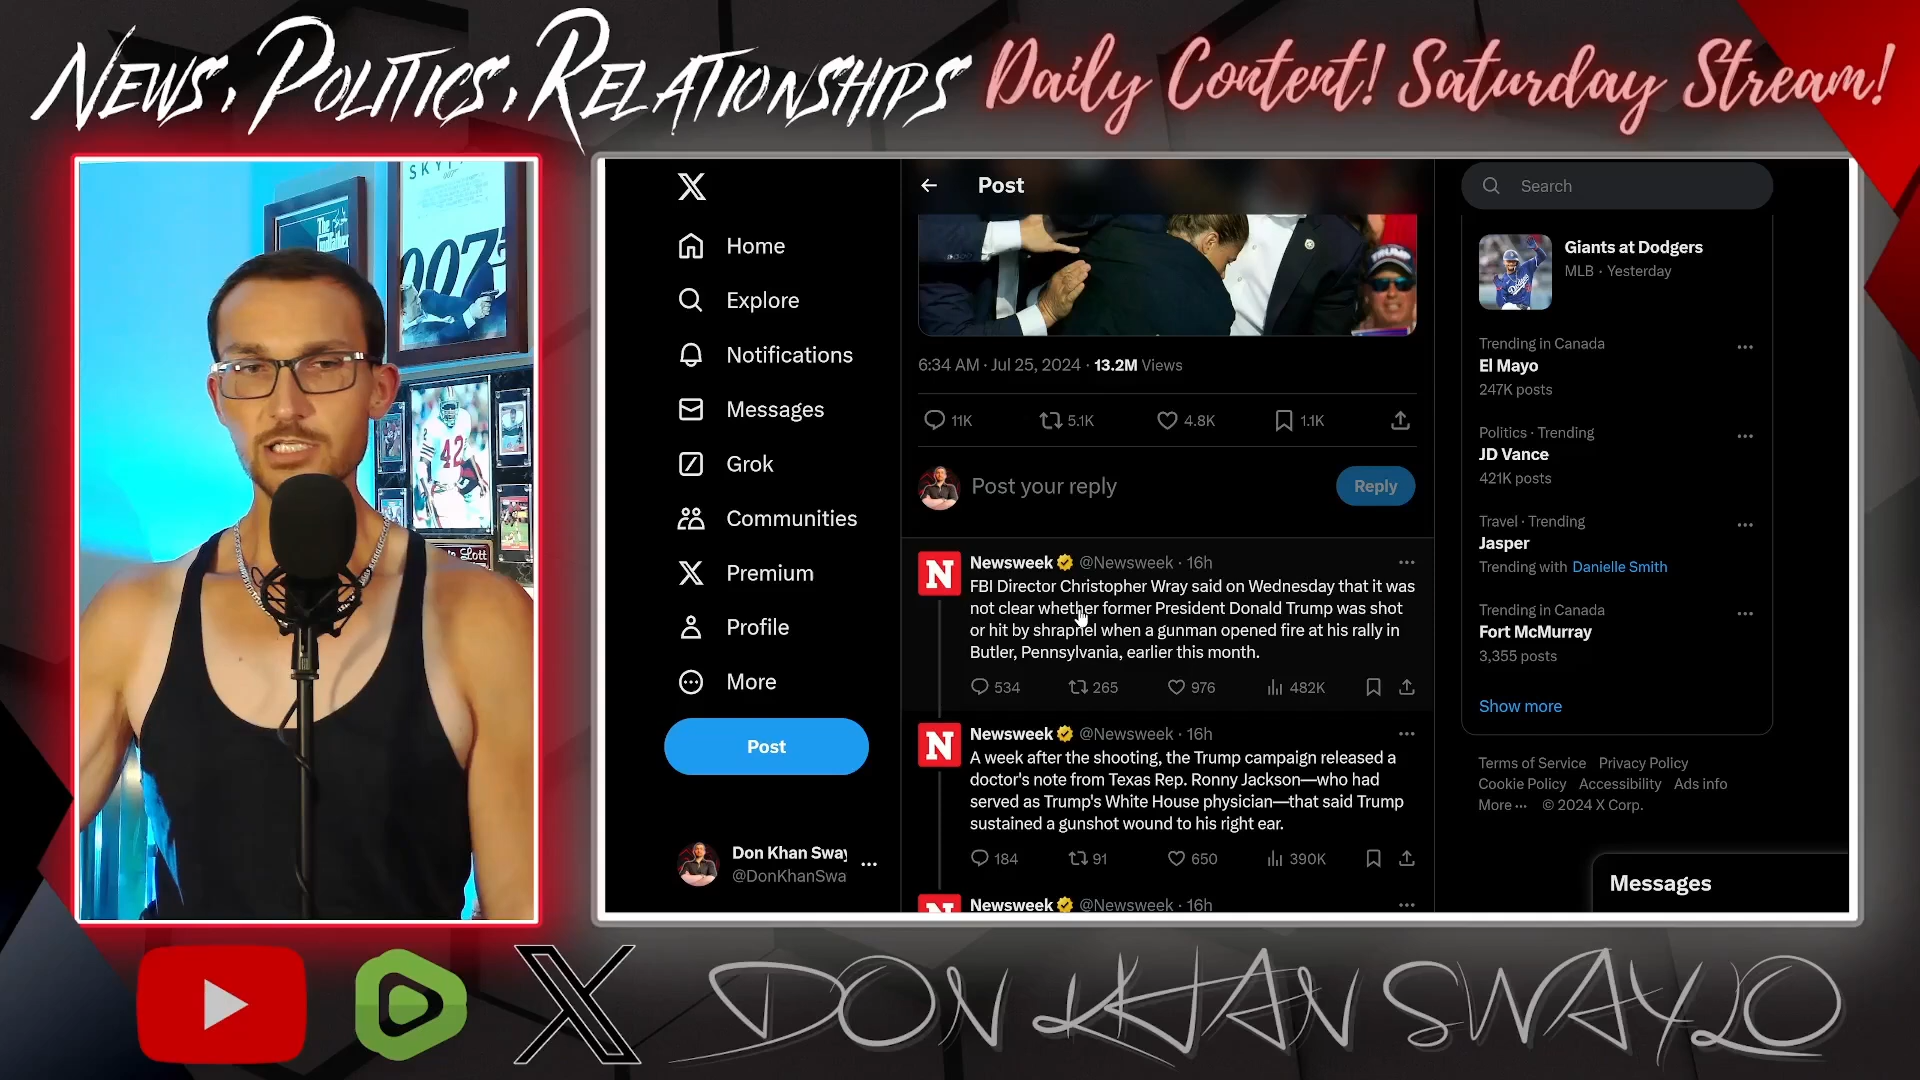 NEWS, POLITICS, RELATIONSHIPS Daily Content! Saturday Stream!
SKYF
007
The
Godfather
007
42
Lott
X
Home
Explore
Notifications
Messages
Grok
Communities
Premium
Profile
More
Post
Don Khan Sway
@DonKhanSwa
Post
TRUMP
6:34 AM · Jul 25, 2024 · 13.2M Views
11K 5.1K 4.8K 1.1K
Post your reply
Reply
N
Newsweek @Newsweek · 16h
FBI Director Christopher Wray said on Wednesday that it was
not clear whether former President Donald Trump was shot
or hit by shrapnel when a gunman opened fire at his rally in
Butler, Pennsylvania, earlier this month.
534 265 976 482K
N
Newsweek @Newsweek · 16h
A week after the shooting, the Trump campaign released a
doctor's note from Texas Rep. Ronny Jackson—who had
served as Trump's White House physician—that said Trump
sustained a gunshot wound to his right ear.
184 91 650 390K
N
Newsweek @Newsweek · 16h
Search
Giants at Dodgers
MLB · Yesterday
Trending in Canada
El Mayo
247K posts
Politics · Trending
JD Vance
421K posts
Travel · Trending
Jasper
Trending with Danielle Smith
Trending in Canada
Fort McMurray
3,355 posts
Show more
Terms of Service Privacy Policy
Cookie Policy Accessibility Ads info
More ··· © 2024 X Corp.
Messages
X DON KHAN SWAYLO